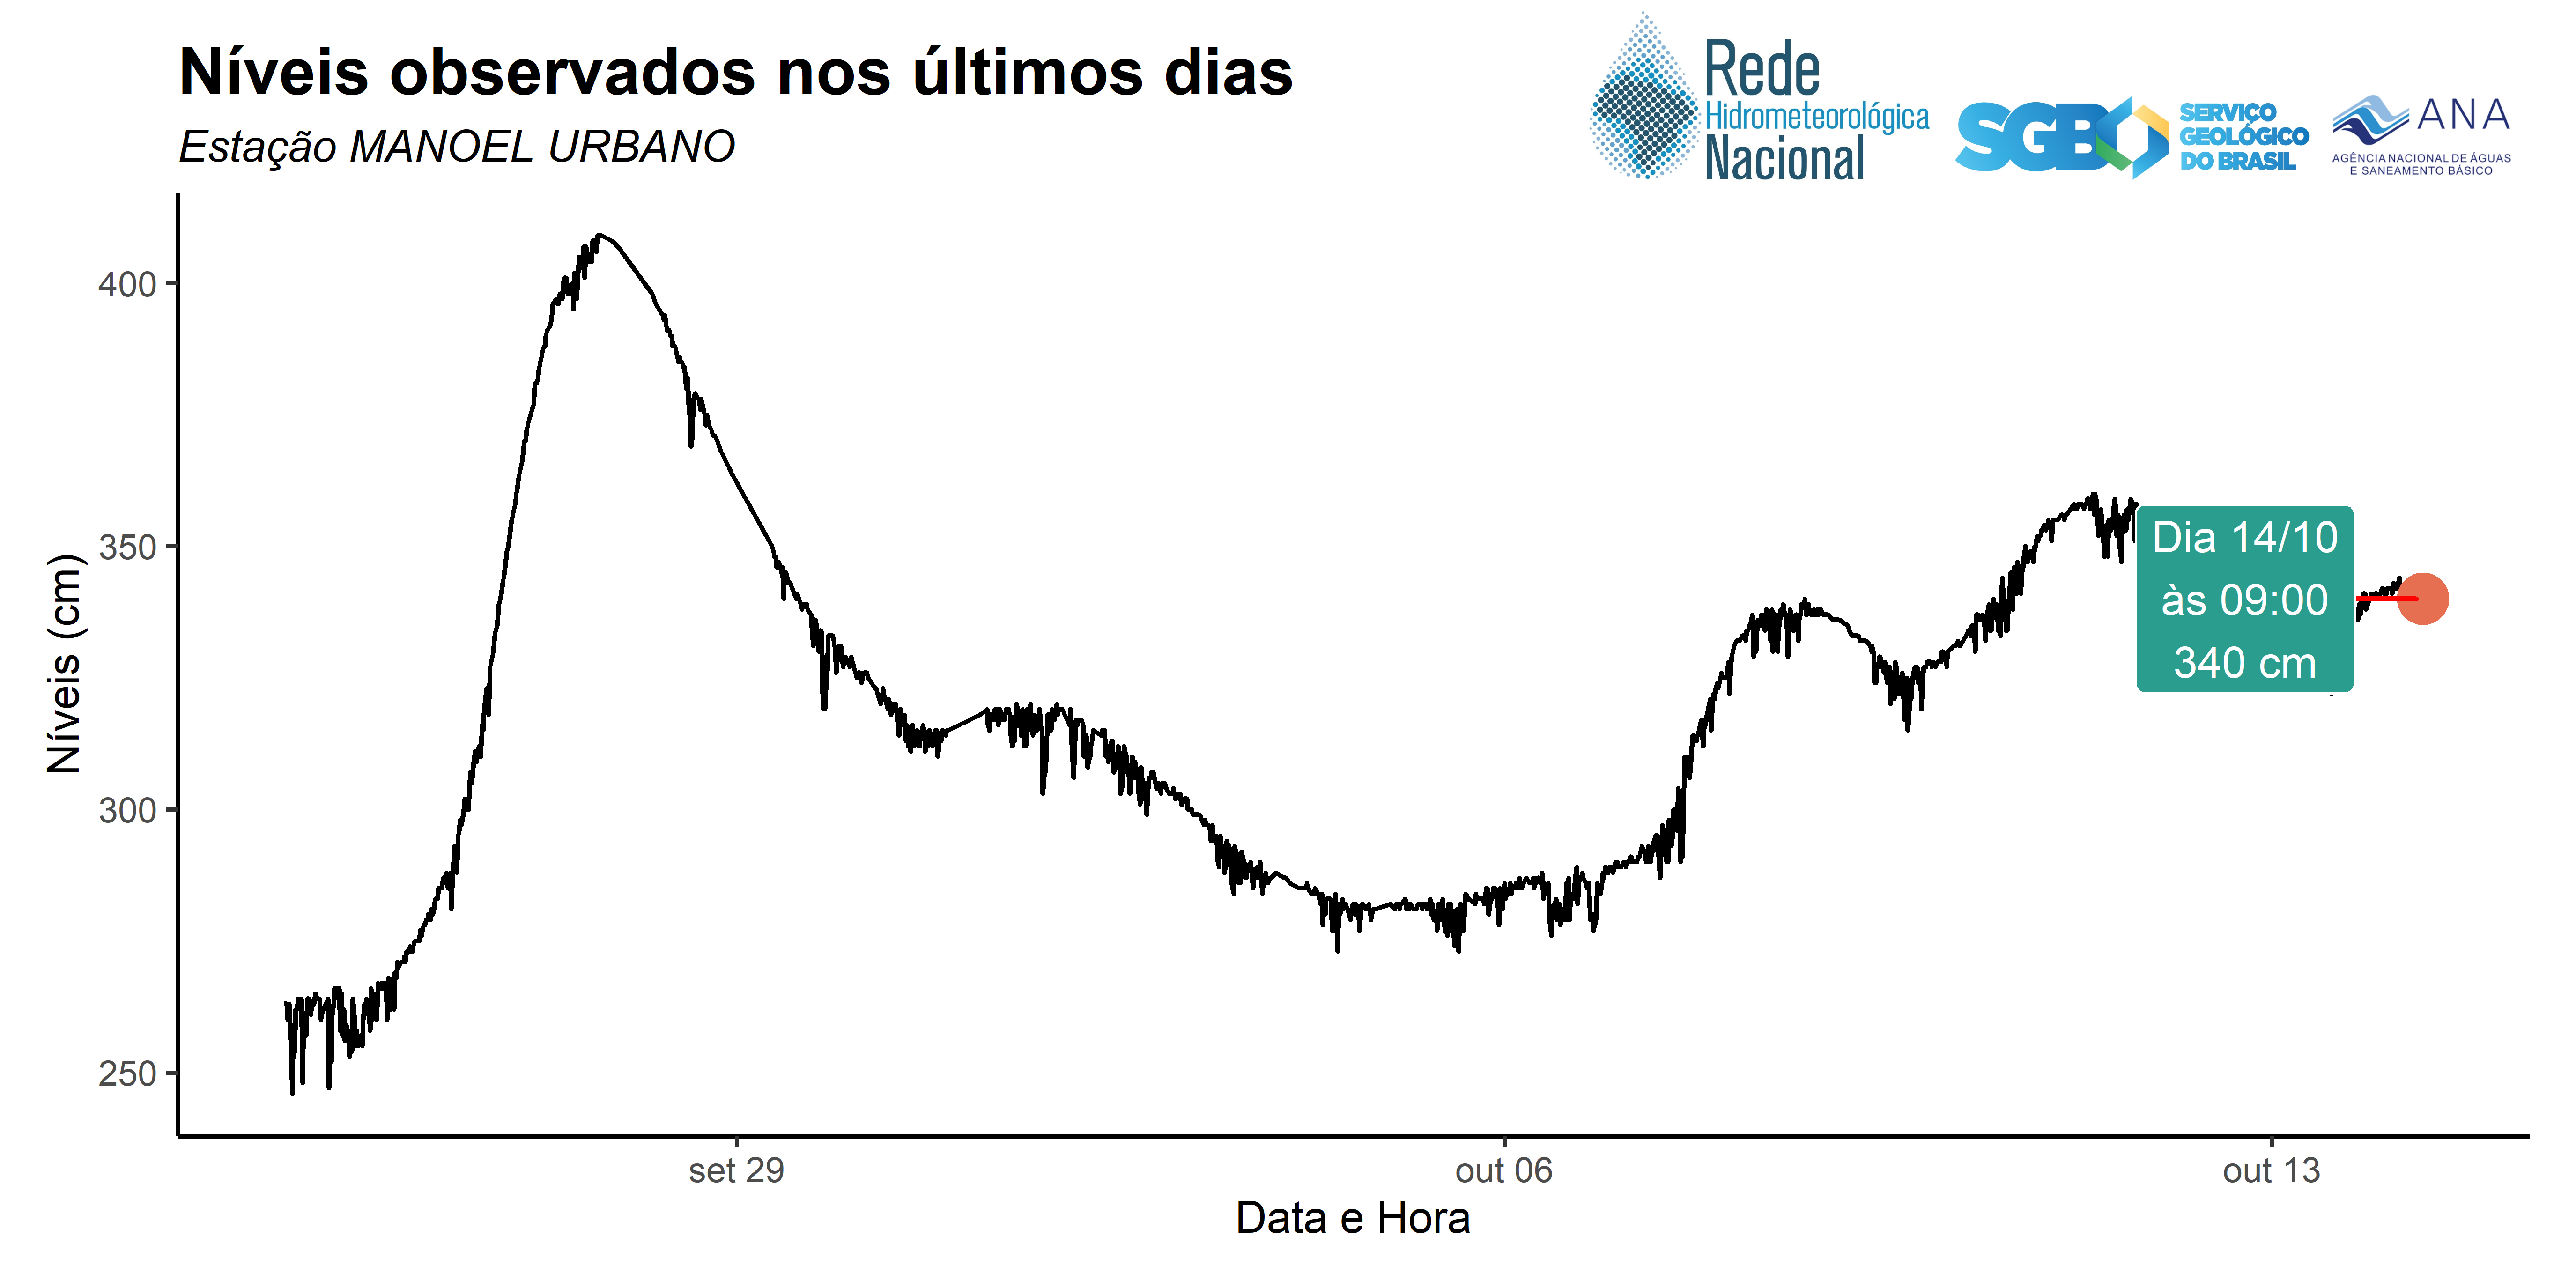 Níveis observados nos últimos dias
Estação MANOEL URBANO
Rede
Hidrometeorológica
Nacional
SGB
SERVIÇO
GEOLÓGICO
DO BRASIL
ANA
AGÊNCIA NACIONAL DE ÁGUAS
E SANEAMENTO BÁSICO
Níveis (cm)
400
350
300
250
Dia 14/10
às 09:00
340 cm
set 29
out 06
out 13
Data e Hora